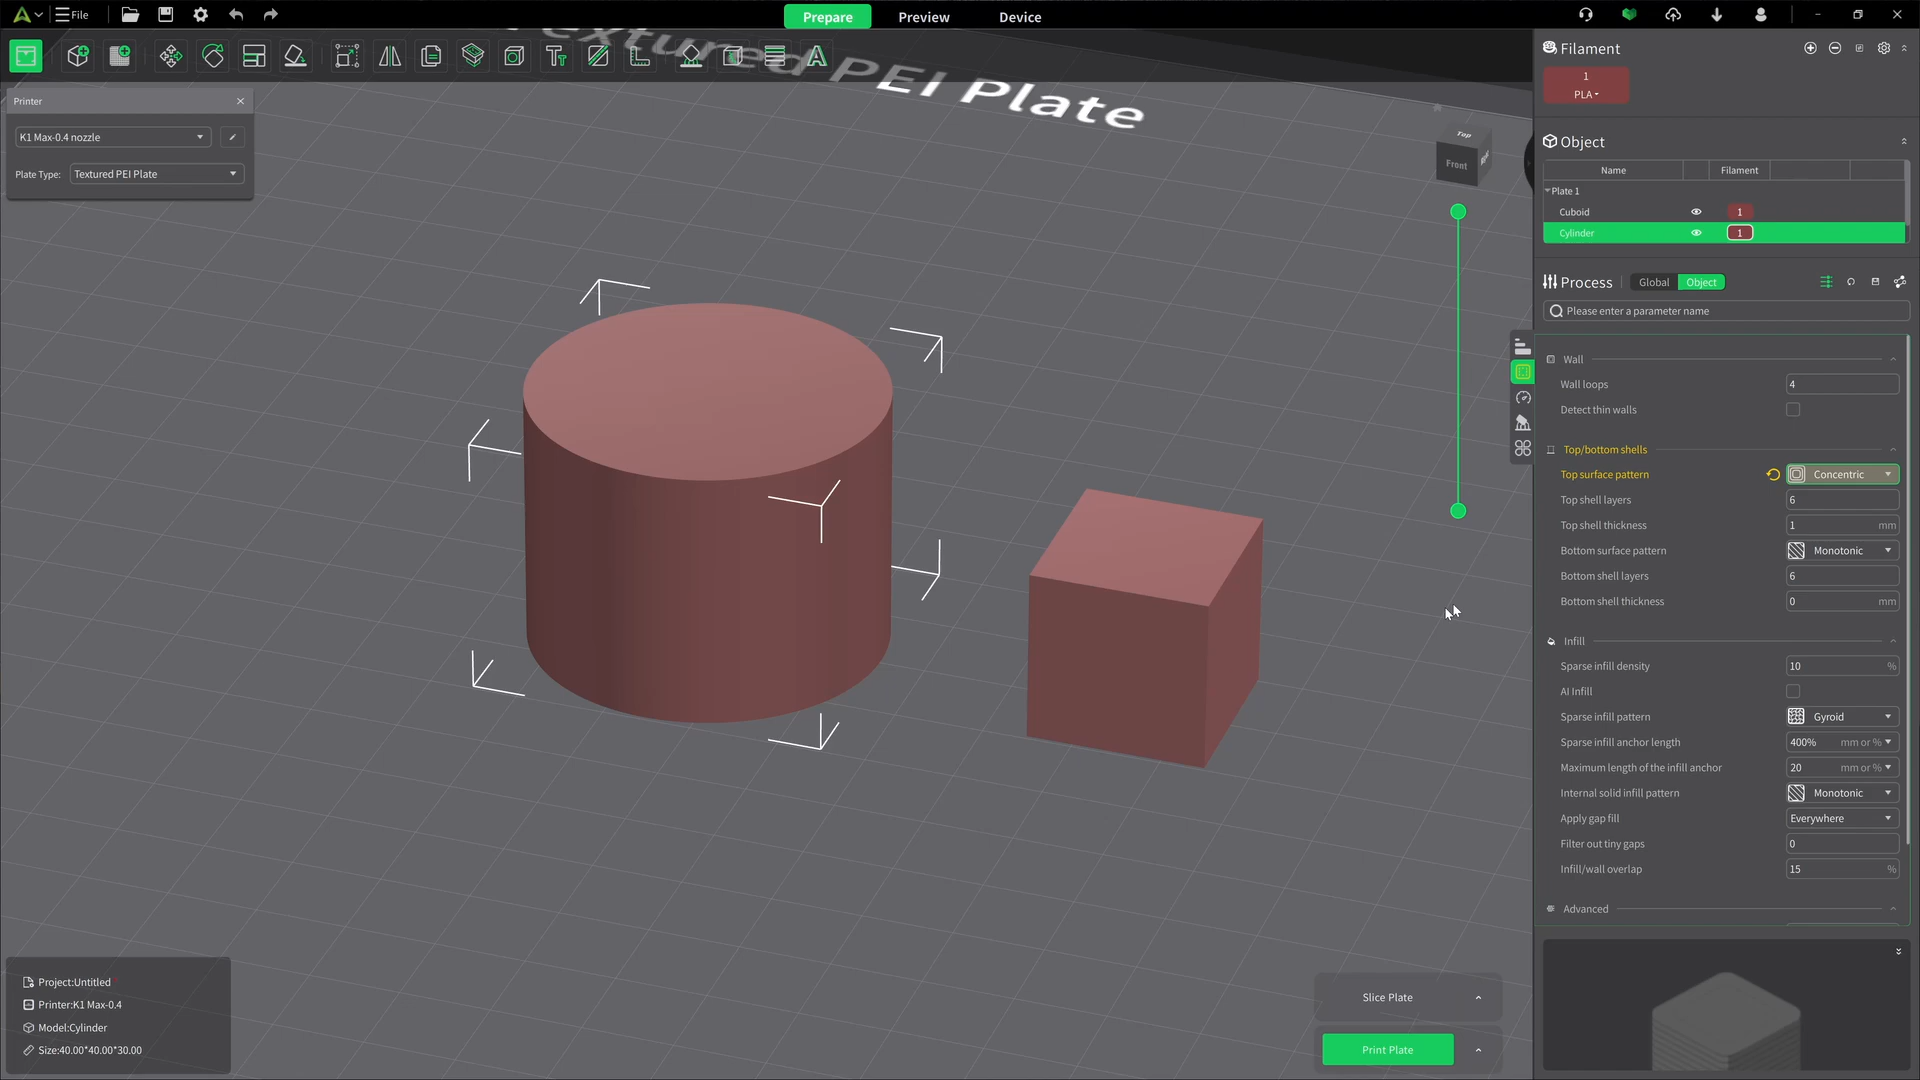 File
Prepare
Preview
Device
Textured PEI Plate
Printer
K1 Max-0.4 nozzle
Plate Type:
Textured PEI Plate
Top
Front
Filament
1
PLA
Object
Name
Filament
Plate 1
Cuboid
1
Cylinder
1
Process
Global
Object
Please enter a parameter name
Wall
Wall loops
4
Detect thin walls
Top/bottom shells
Top surface pattern
Concentric
Top shell layers
6
Top shell thickness
1 mm
Bottom surface pattern
Monotonic
Bottom shell layers
6
Bottom shell thickness
0 mm
Infill
Sparse infill density
10 %
AI Infill
Sparse infill pattern
Gyroid
Sparse infill anchor length
400% mm or %
Maximum length of the infill anchor
20 mm or %
Internal solid infill pattern
Monotonic
Apply gap fill
Everywhere
Filter out tiny gaps
0
Infill/wall overlap
15 %
Advanced
Project:Untitled
Printer:K1 Max-0.4
Model:Cylinder
Size:40.00*40.00*30.00
Slice Plate
Print Plate